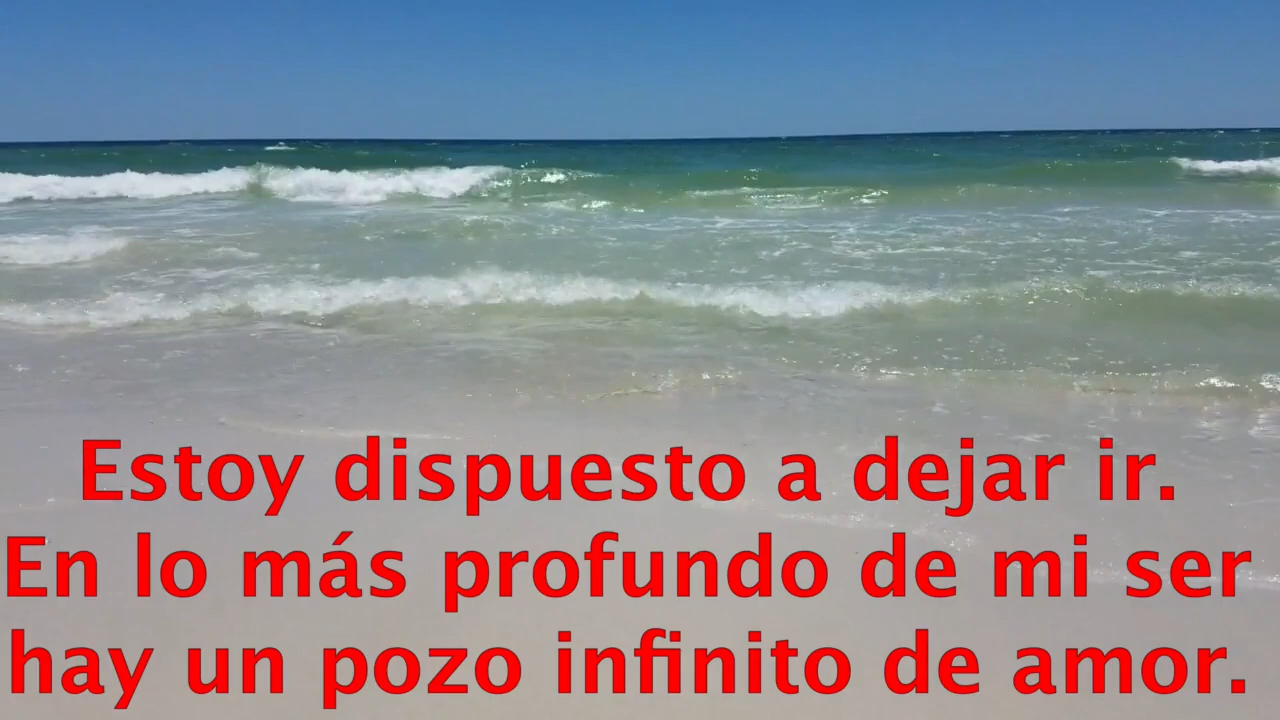 Estoy dispuesto a dejar ir.
En lo más profundo de mi ser
hay un pozo infinito de amor.